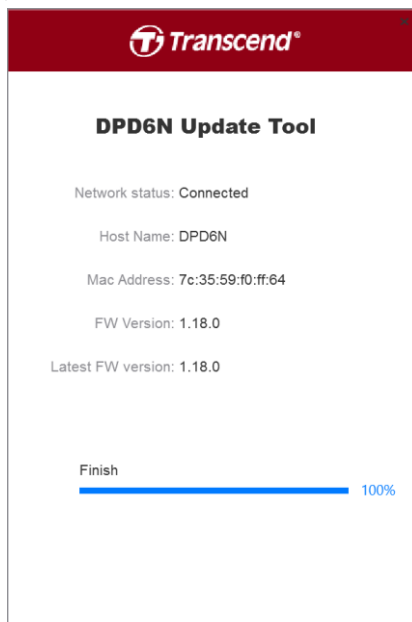 Transcend®
DPD6N Update Tool
Network status: Connected
Host Name: DPD6N
Mac Address: 7c:35:59:f0:ff:64
FW Version: 1.18.0
Latest FW version: 1.18.0
Finish
100%